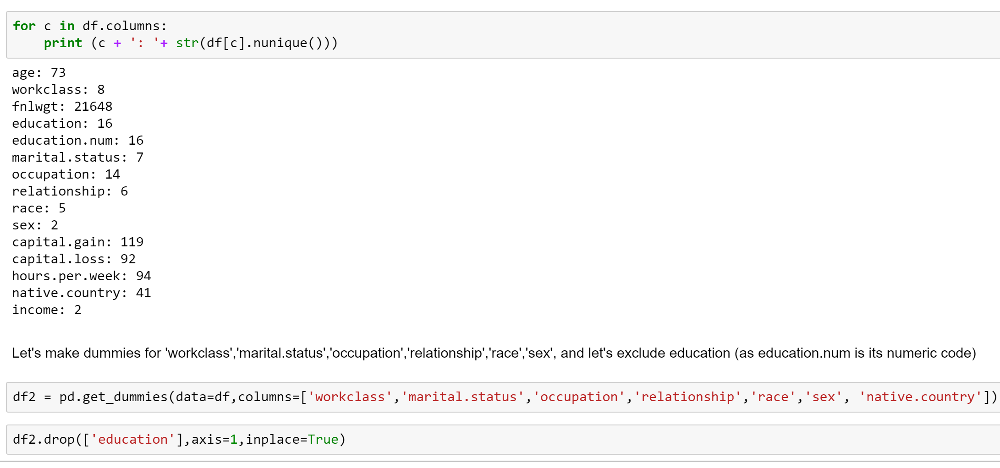 for c in df.columns:
    print (c + ': '+ str(df[c].nunique()))
age: 73
workclass: 8
fnlwgt: 21648
education: 16
education.num: 16
marital.status: 7
occupation: 14
relationship: 6
race: 5
sex: 2
capital.gain: 119
capital.loss: 92
hours.per.week: 94
native.country: 41
income: 2
Let's make dummies for 'workclass','marital.status','occupation','relationship','race','sex', and let's exclude education (as education.num is its numeric code)
df2 = pd.get_dummies(data=df,columns=['workclass','marital.status','occupation','relationship','race','sex', 'native.country'])
df2.drop(['education'],axis=1,inplace=True)